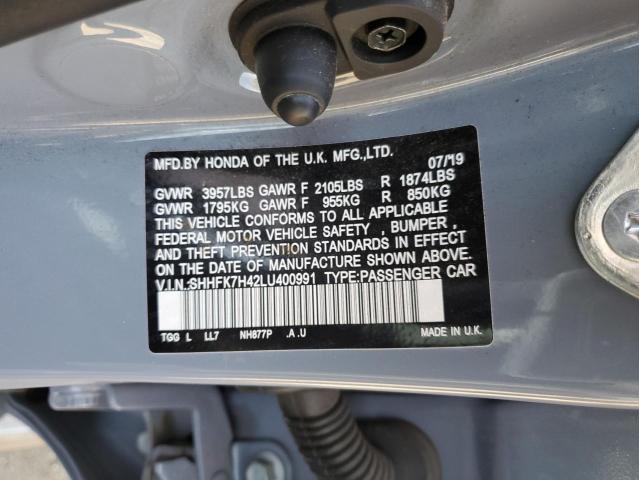 MFD.BY HONDA OF THE U.K. MFG.,LTD. 07/19
GVWR 3957LBS GAWR F 2105LBS R 1874LBS
GVWR 1795KG GAWR F 955KG R 850KG
THIS VEHICLE CONFORMS TO ALL APPLICABLE
FEDERAL MOTOR VEHICLE SAFETY , BUMPER ,
AND THEFT PREVENTION STANDARDS IN EFFECT
ON THE DATE OF MANUFACTURE SHOWN ABOVE.
V.I.N.:SHHFK7H42LU400991 TYPE:PASSENGER CAR
TGG L LL7 NH877P .A.U MADE IN U.K.